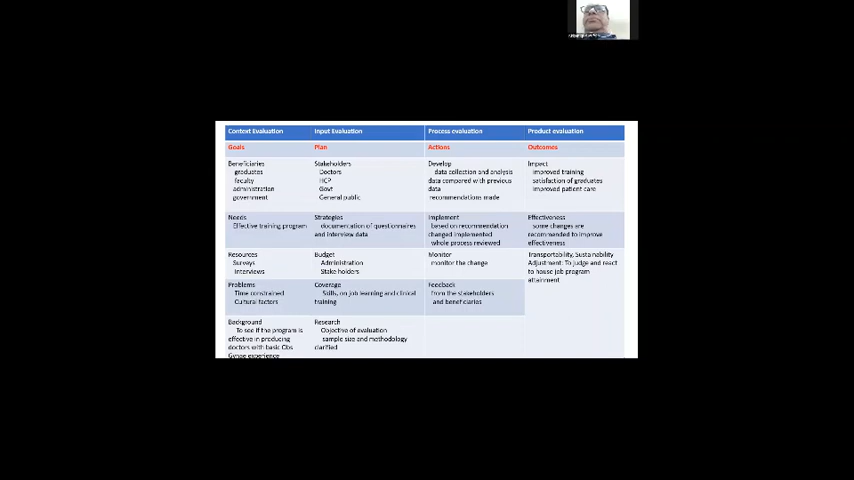 Context Evaluation
Input Evaluation
Process evaluation
Product evaluation
Goals
Plan
Actions
Outcomes
Beneficiaries
graduates
faculty
administration
government
Stakeholders
Doctors
HCP
Govt
General public
Develop
data collection and analysis
data compared with previous
data
recommendations made
Impact
improved training
satisfaction of graduates
improved patient care
Needs
Effective training program
Strategies
documentation of questionnaires
and interview data
Implement
based on recommendation
changed implemented
whole process reviewed
Effectiveness
some changes are
recommended to improve
effectiveness
Resources
Surveys
Interviews
Budget
Administration
Stake holders
Monitor
monitor the change
Transportability, Sustainability
Adjustment: To judge and react
to house job program
attainment
Problems
Time constrained
Cultural factors
Coverage
Skills, on job learning and clinical
training
Feedback
from the stakeholders
and beneficiaries
Background
To see if the program is
effective in producing
doctors with basic Obs
Gynae experience
Research
Objective of evaluation
sample size and methodology
clarified